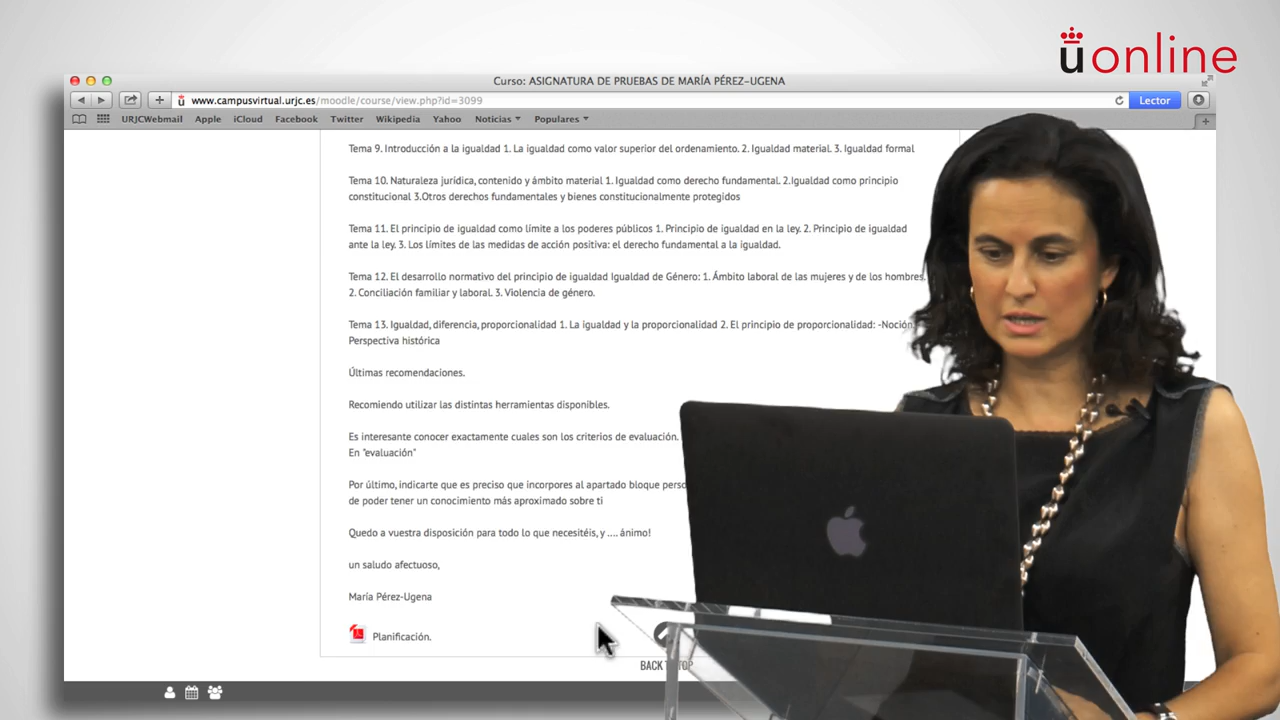 uonline
Curso: ASIGNATURA DE PRUEBAS DE MARÍA PÉREZ-UGENA
www.campusvirtual.urjc.es/moodle/course/view.php?id=3099
Lector
URJCWebmail Apple iCloud Facebook Twitter Wikipedia Yahoo Noticias Populares
Tema 9. Introducción a la igualdad 1. La igualdad como valor superior del ordenamiento. 2. Igualdad material. 3. Igualdad formal
Tema 10. Naturaleza jurídica, contenido y ámbito material 1. Igualdad como derecho fundamental. 2.Igualdad como principio
constitucional 3.Otros derechos fundamentales y bienes constitucionalmente protegidos
Tema 11. El principio de igualdad como límite a los poderes públicos 1. Principio de igualdad en la ley. 2. Principio de igualdad
ante la ley. 3. Los límites de las medidas de acción positiva: el derecho fundamental a la igualdad.
Tema 12. El desarrollo normativo del principio de igualdad Igualdad de Género: 1. Ámbito laboral de las mujeres y de los hombres.
2. Conciliación familiar y laboral. 3. Violencia de género.
Tema 13. Igualdad, diferencia, proporcionalidad 1. La igualdad y la proporcionalidad 2. El principio de proporcionalidad: -Noción.
Perspectiva histórica
Últimas recomendaciones.
Recomiendo utilizar las distintas herramientas disponibles.
Es interesante conocer exactamente cuales son los criterios de evaluación.
En "evaluación"
Por último, indicarte que es preciso que incorpores al apartado bloque perso
de poder tener un conocimiento más aproximado sobre ti
Quedo a vuestra disposición para todo lo que necesitéis, y .... ánimo!
un saludo afectuoso,
María Pérez-Ugena
Planificación.
BACK TO TOP